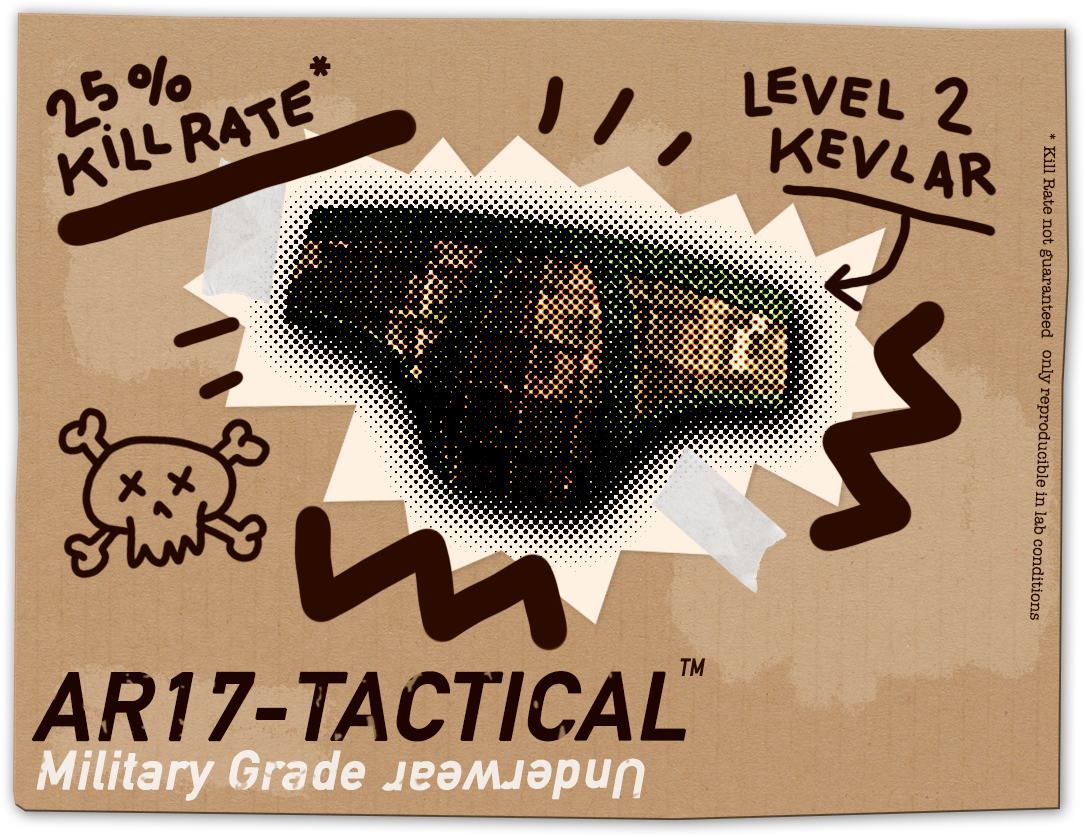 25%
KiLL RATE*
LEVEL 2
KEVLAR
* Kill Rate not guaranteed only reproducible in lab conditions
AR17-TACTICAL™
Military Grade Underwear